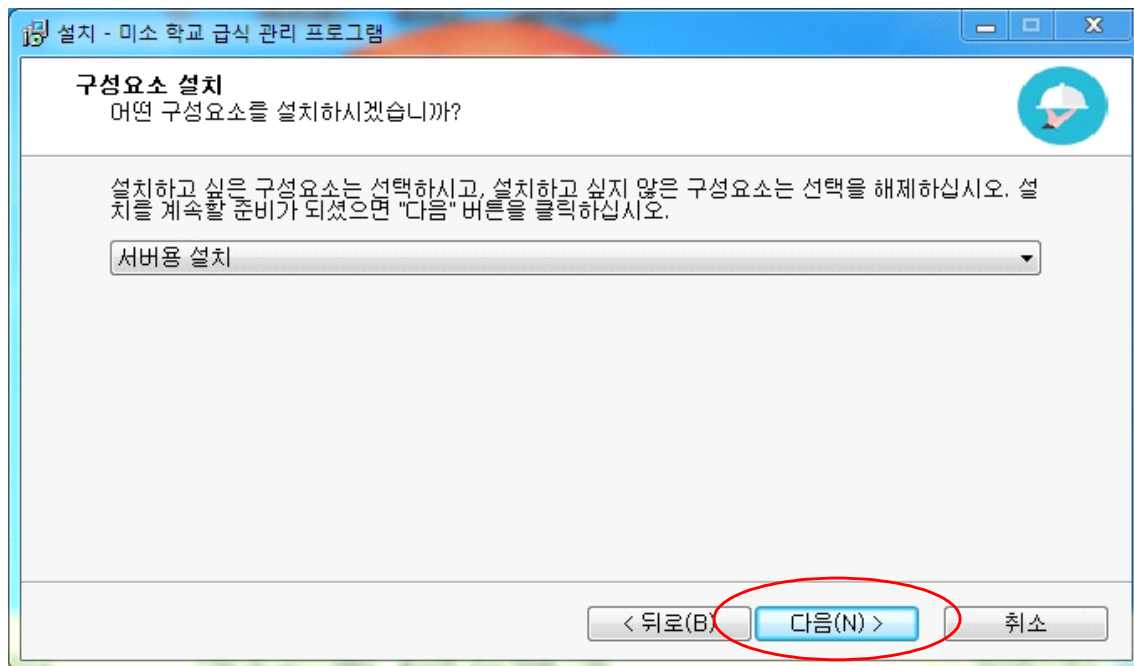 설치 - 미소 학교 급식 관리 프로그램
구성요소 설치
어떤 구성요소를 설치하시겠습니까?
설치하고 싶은 구성요소는 선택하시고, 설치하고 싶지 않은 구성요소는 선택을 해제하십시오. 설
치를 계속할 준비가 되셨으면 "다음" 버튼을 클릭하십시오.
서버용 설치
< 뒤로(B) 다음(N) > 취소